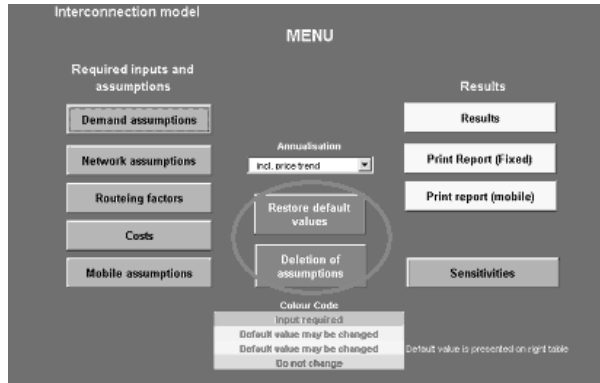 Interconnection model
MENU
Required inputs and
assumptions
Demand assumptions
Network assumptions
Routeing factors
Costs
Mobile assumptions
Annualisation
incl. price trend
Restore default
values
Deletion of
assumptions
Colour Code
Input required
Default value may be changed
Default value may be changed
Do not change
Results
Results
Print Report (Fixed)
Print report (mobile)
Sensitivities
Default value is presented on right table